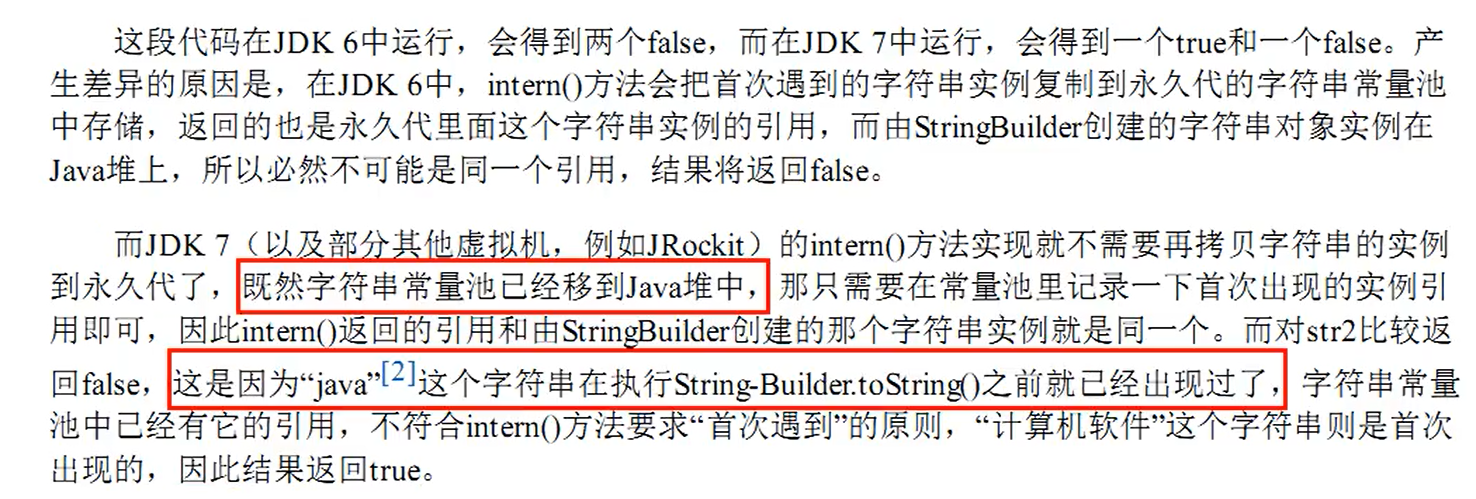 这段代码在JDK 6中运行，会得到两个false，而在JDK 7中运行，会得到一个true和一个false。产
生差异的原因是，在JDK 6中，intern()方法会把首次遇到的字符串实例复制到永久代的字符串常量池
中存储，返回的也是永久代里面这个字符串实例的引用，而由StringBuilder创建的字符串对象实例在
Java堆上，所以必然不可能是同一个引用，结果将返回false。
而JDK 7（以及部分其他虚拟机，例如JRockit）的intern()方法实现就不需要再拷贝字符串的实例
到永久代了，既然字符串常量池已经移到Java堆中，那只需要在常量池里记录一下首次出现的实例引
用即可，因此intern()返回的引用和由StringBuilder创建的那个字符串实例就是同一个。而对str2比较返
回false，这是因为“java”[2]这个字符串在执行String-Builder.toString()之前就已经出现过了，字符串常量
池中已经有它的引用，不符合intern()方法要求“首次遇到”的原则，“计算机软件”这个字符串则是首次
出现的，因此结果返回true。